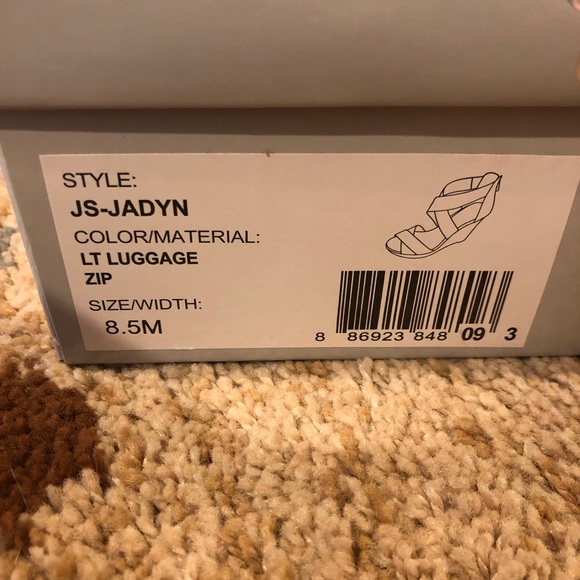 STYLE:
JS-JADYN
COLOR/MATERIAL:
LT LUGGAGE
ZIP
SIZE/WIDTH:
8.5M
8 86923 848 09 3